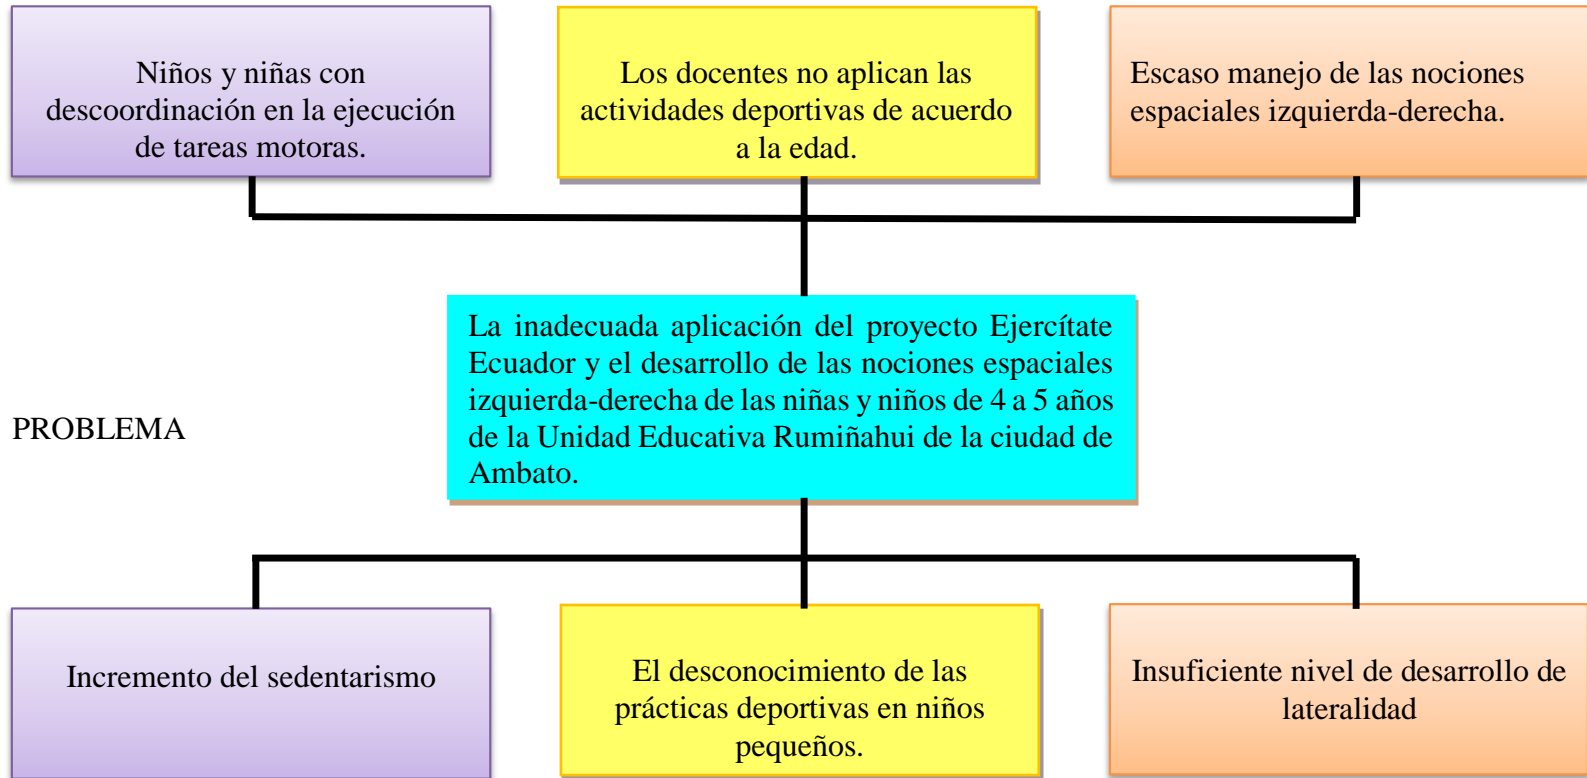 Niños y niñas con
descoordinación en la ejecución
de tareas motoras.
Los docentes no aplican las
actividades deportivas de acuerdo
a la edad.
Escaso manejo de las nociones
espaciales izquierda-derecha.
La inadecuada aplicación del proyecto Ejercítate
Ecuador y el desarrollo de las nociones espaciales
izquierda-derecha de las niñas y niños de 4 a 5 años
de la Unidad Educativa Rumiñahui de la ciudad de
Ambato.
PROBLEMA
Incremento del sedentarismo
El desconocimiento de las
prácticas deportivas en niños
pequeños.
Insuficiente nivel de desarrollo de
lateralidad